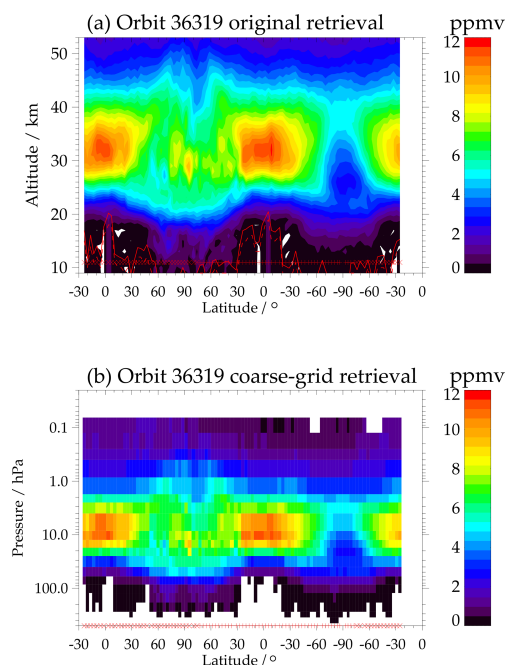 (a) Orbit 36319 original retrieval
ppmv
Altitude / km
50
40
30
20
10
12
10
8
6
4
2
0
-30 0 30 60 90 60 30 0 -30 -60 -90 -60 -30 0
Latitude / °
(b) Orbit 36319 coarse-grid retrieval
ppmv
Pressure / hPa
0.1
1.0
10.0
100.0
12
10
8
6
4
2
0
-30 0 30 60 90 60 30 0 -30 -60 -90 -60 -30 0
Latitude / °